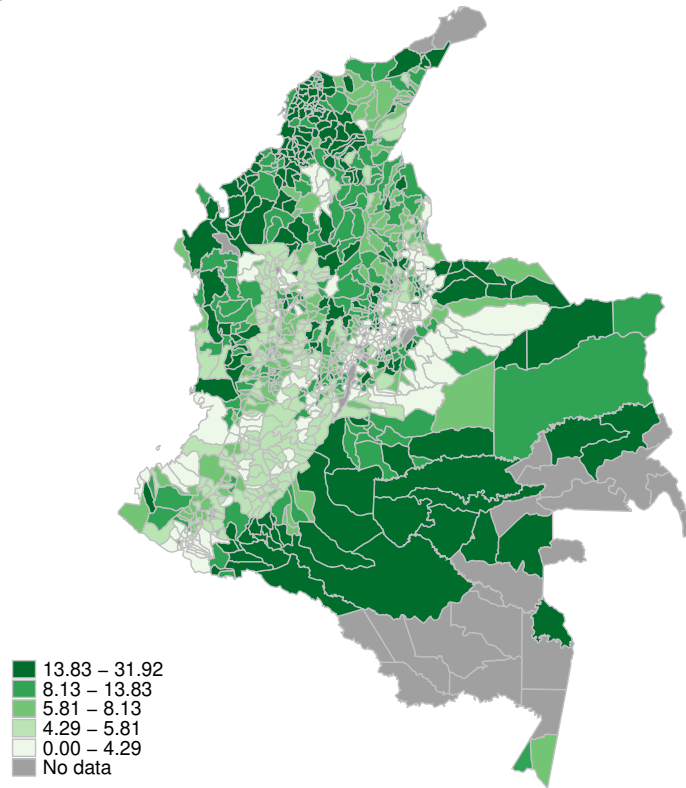 13.83 – 31.92
8.13 – 13.83
5.81 – 8.13
4.29 – 5.81
0.00 – 4.29
No data